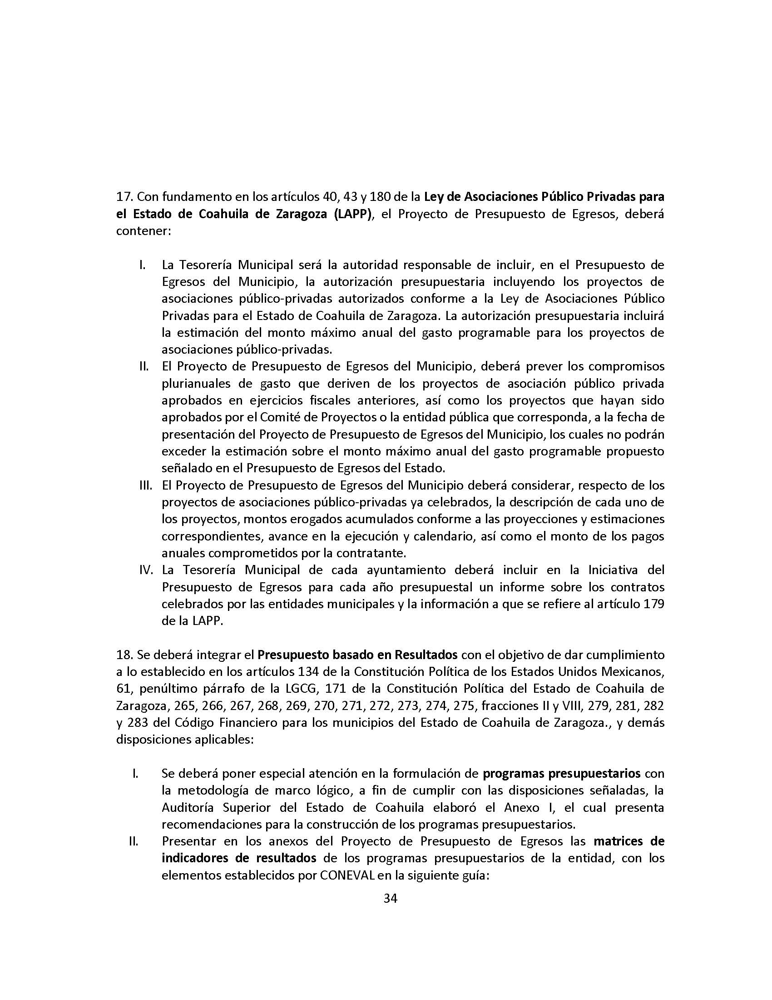 17. Con fundamento en los artículos 40, 43 y 180 de la Ley de Asociaciones Público Privadas para
el Estado de Coahuila de Zaragoza (LAPP), el Proyecto de Presupuesto de Egresos, deberá
contener:
I. La Tesorería Municipal será la autoridad responsable de incluir, en el Presupuesto de
Egresos del Municipio, la autorización presupuestaria incluyendo los proyectos de
asociaciones público-privadas autorizados conforme a la Ley de Asociaciones Público
Privadas para el Estado de Coahuila de Zaragoza. La autorización presupuestaria incluirá
la estimación del monto máximo anual del gasto programable para los proyectos de
asociaciones público-privadas.
II. El Proyecto de Presupuesto de Egresos del Municipio, deberá prever los compromisos
plurianuales de gasto que deriven de los proyectos de asociación público privada
aprobados en ejercicios fiscales anteriores, así como los proyectos que hayan sido
aprobados por el Comité de Proyectos o la entidad pública que corresponda, a la fecha de
presentación del Proyecto de Presupuesto de Egresos del Municipio, los cuales no podrán
exceder la estimación sobre el monto máximo anual del gasto programable propuesto
señalado en el Presupuesto de Egresos del Estado.
III. El Proyecto de Presupuesto de Egresos del Municipio deberá considerar, respecto de los
proyectos de asociaciones público-privadas ya celebrados, la descripción de cada uno de
los proyectos, montos erogados acumulados conforme a las proyecciones y estimaciones
correspondientes, avance en la ejecución y calendario, así como el monto de los pagos
anuales comprometidos por la contratante.
IV. La Tesorería Municipal de cada ayuntamiento deberá incluir en la Iniciativa del
Presupuesto de Egresos para cada año presupuestal un informe sobre los contratos
celebrados por las entidades municipales y la información a que se refiere al artículo 179
de la LAPP.
18. Se deberá integrar el Presupuesto basado en Resultados con el objetivo de dar cumplimiento
a lo establecido en los artículos 134 de la Constitución Política de los Estados Unidos Mexicanos,
61, penúltimo párrafo de la LGCG, 171 de la Constitución Política del Estado de Coahuila de
Zaragoza, 265, 266, 267, 268, 269, 270, 271, 272, 273, 274, 275, fracciones II y VIII, 279, 281, 282
y 283 del Código Financiero para los municipios del Estado de Coahuila de Zaragoza., y demás
disposiciones aplicables:
I. Se deberá poner especial atención en la formulación de programas presupuestarios con
la metodología de marco lógico, a fin de cumplir con las disposiciones señaladas, la
Auditoría Superior del Estado de Coahuila elaboró el Anexo I, el cual presenta
recomendaciones para la construcción de los programas presupuestarios.
II. Presentar en los anexos del Proyecto de Presupuesto de Egresos las matrices de
indicadores de resultados de los programas presupuestarios de la entidad, con los
elementos establecidos por CONEVAL en la siguiente guía:
34